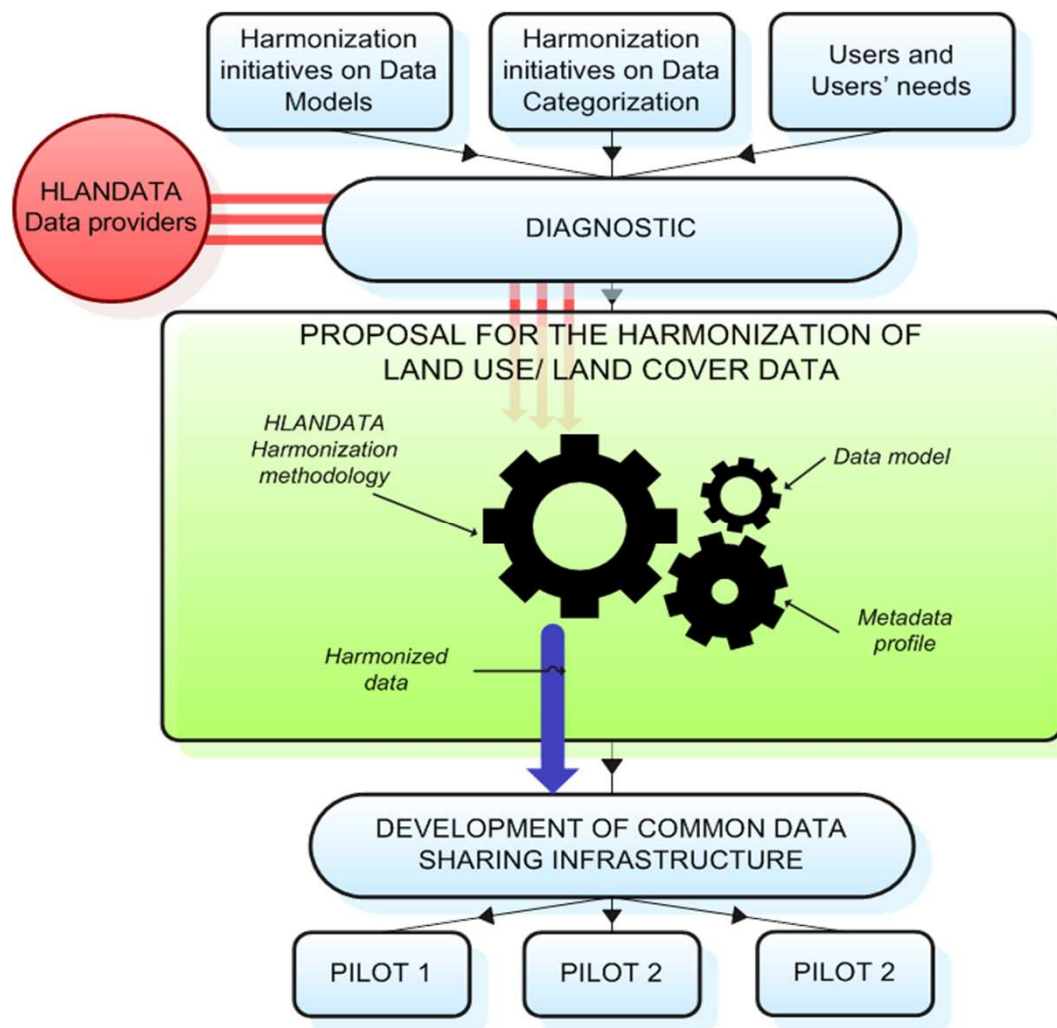 Harmonization
initiatives on Data
Models
Harmonization
initiatives on Data
Categorization
Users and
Users' needs
HLANDATA
Data providers
DIAGNOSTIC
PROPOSAL FOR THE HARMONIZATION OF
LAND USE/ LAND COVER DATA
HLANDATA
Harmonization
methodology
Data model
Metadata
profile
Harmonized
data
DEVELOPMENT OF COMMON DATA
SHARING INFRASTRUCTURE
PILOT 1
PILOT 2
PILOT 2